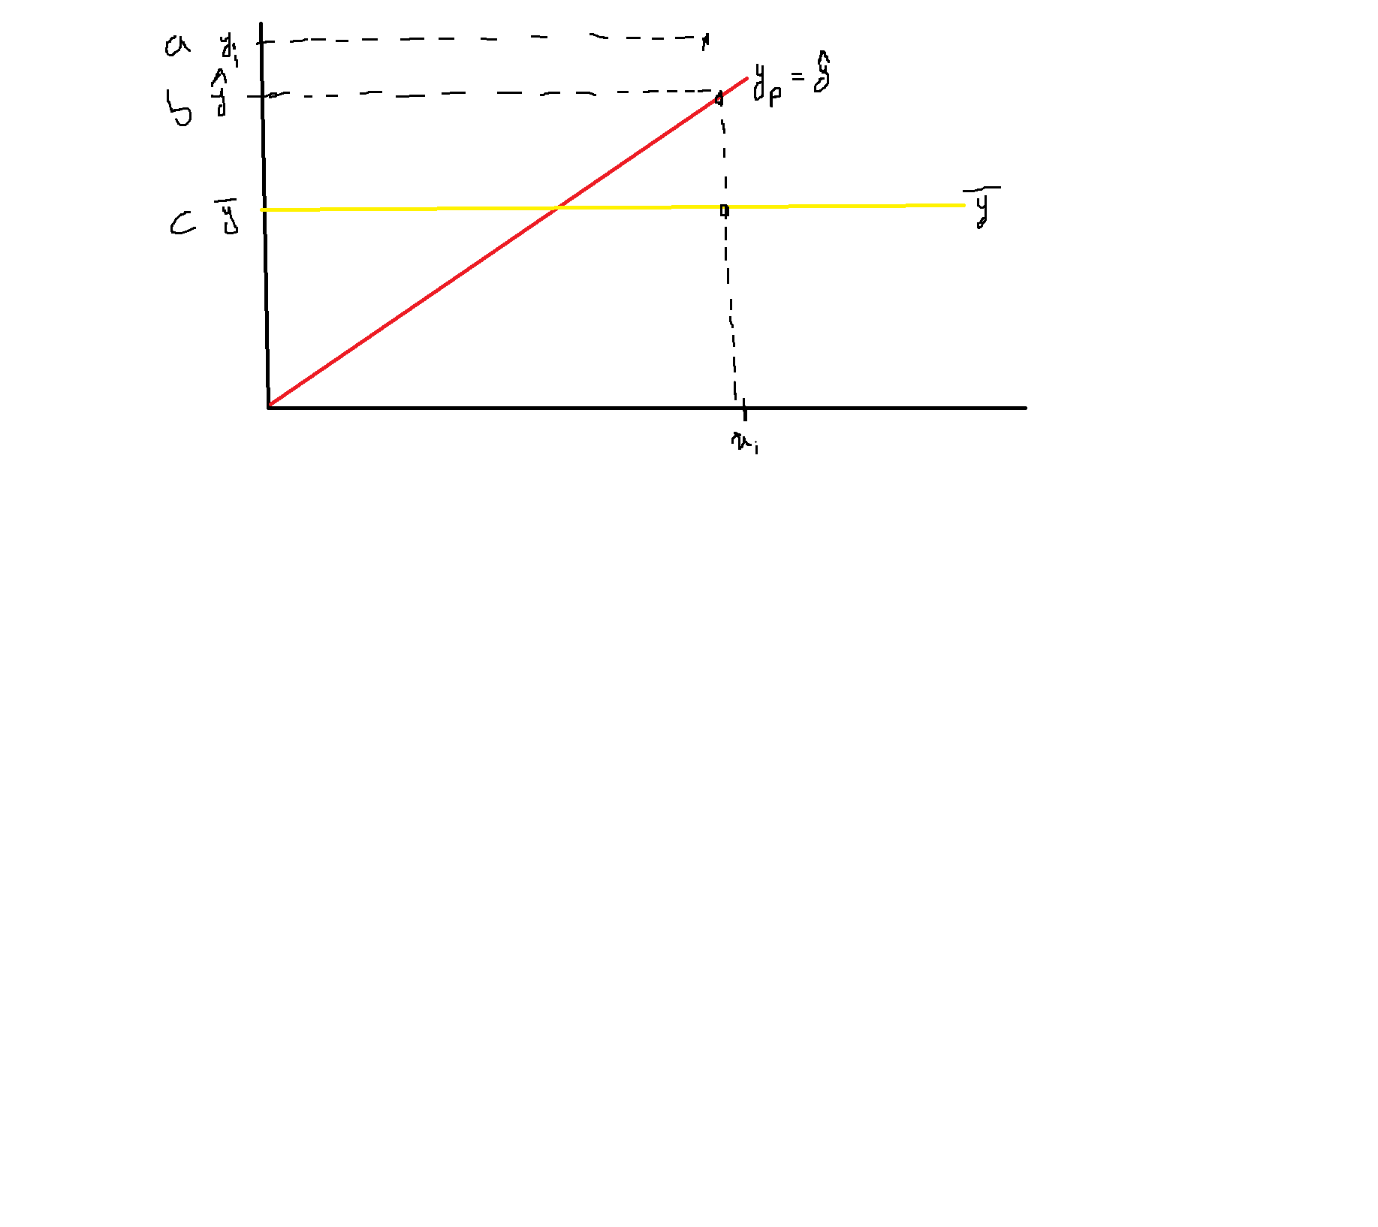 a yᵢ
b ŷ
yₚ = ŷ
c ȳ
ȳ
xᵢ